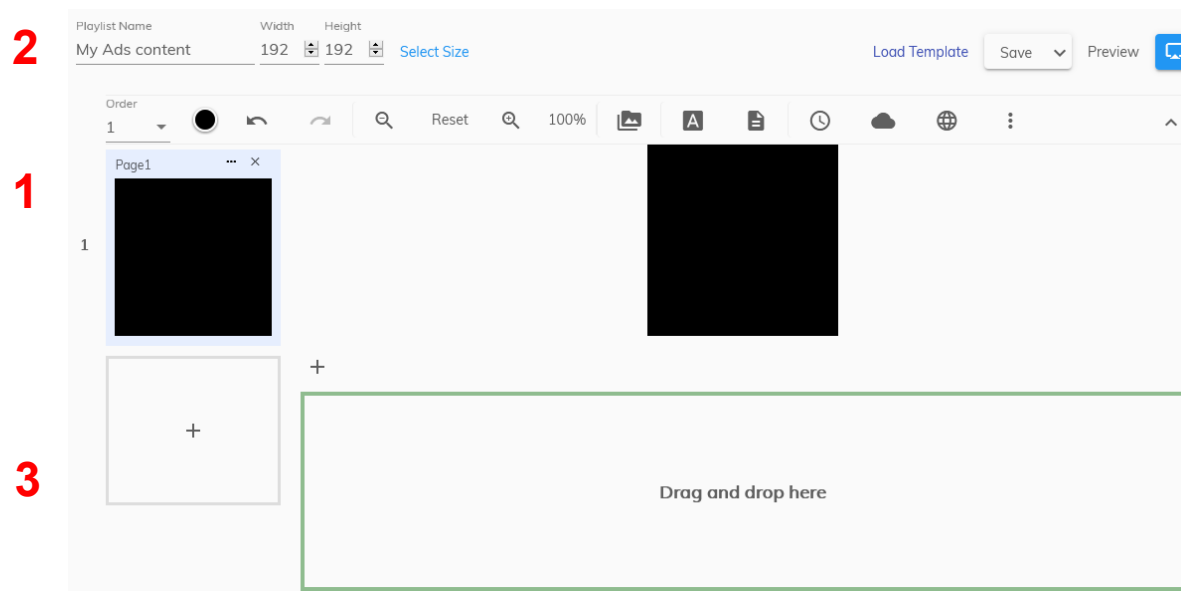 2
Playlist Name Width Height
My Ads content 192 192 Select Size
Load Template Save Preview
Order
1 Reset 100% A
1
Page1
1
3
Drag and drop here